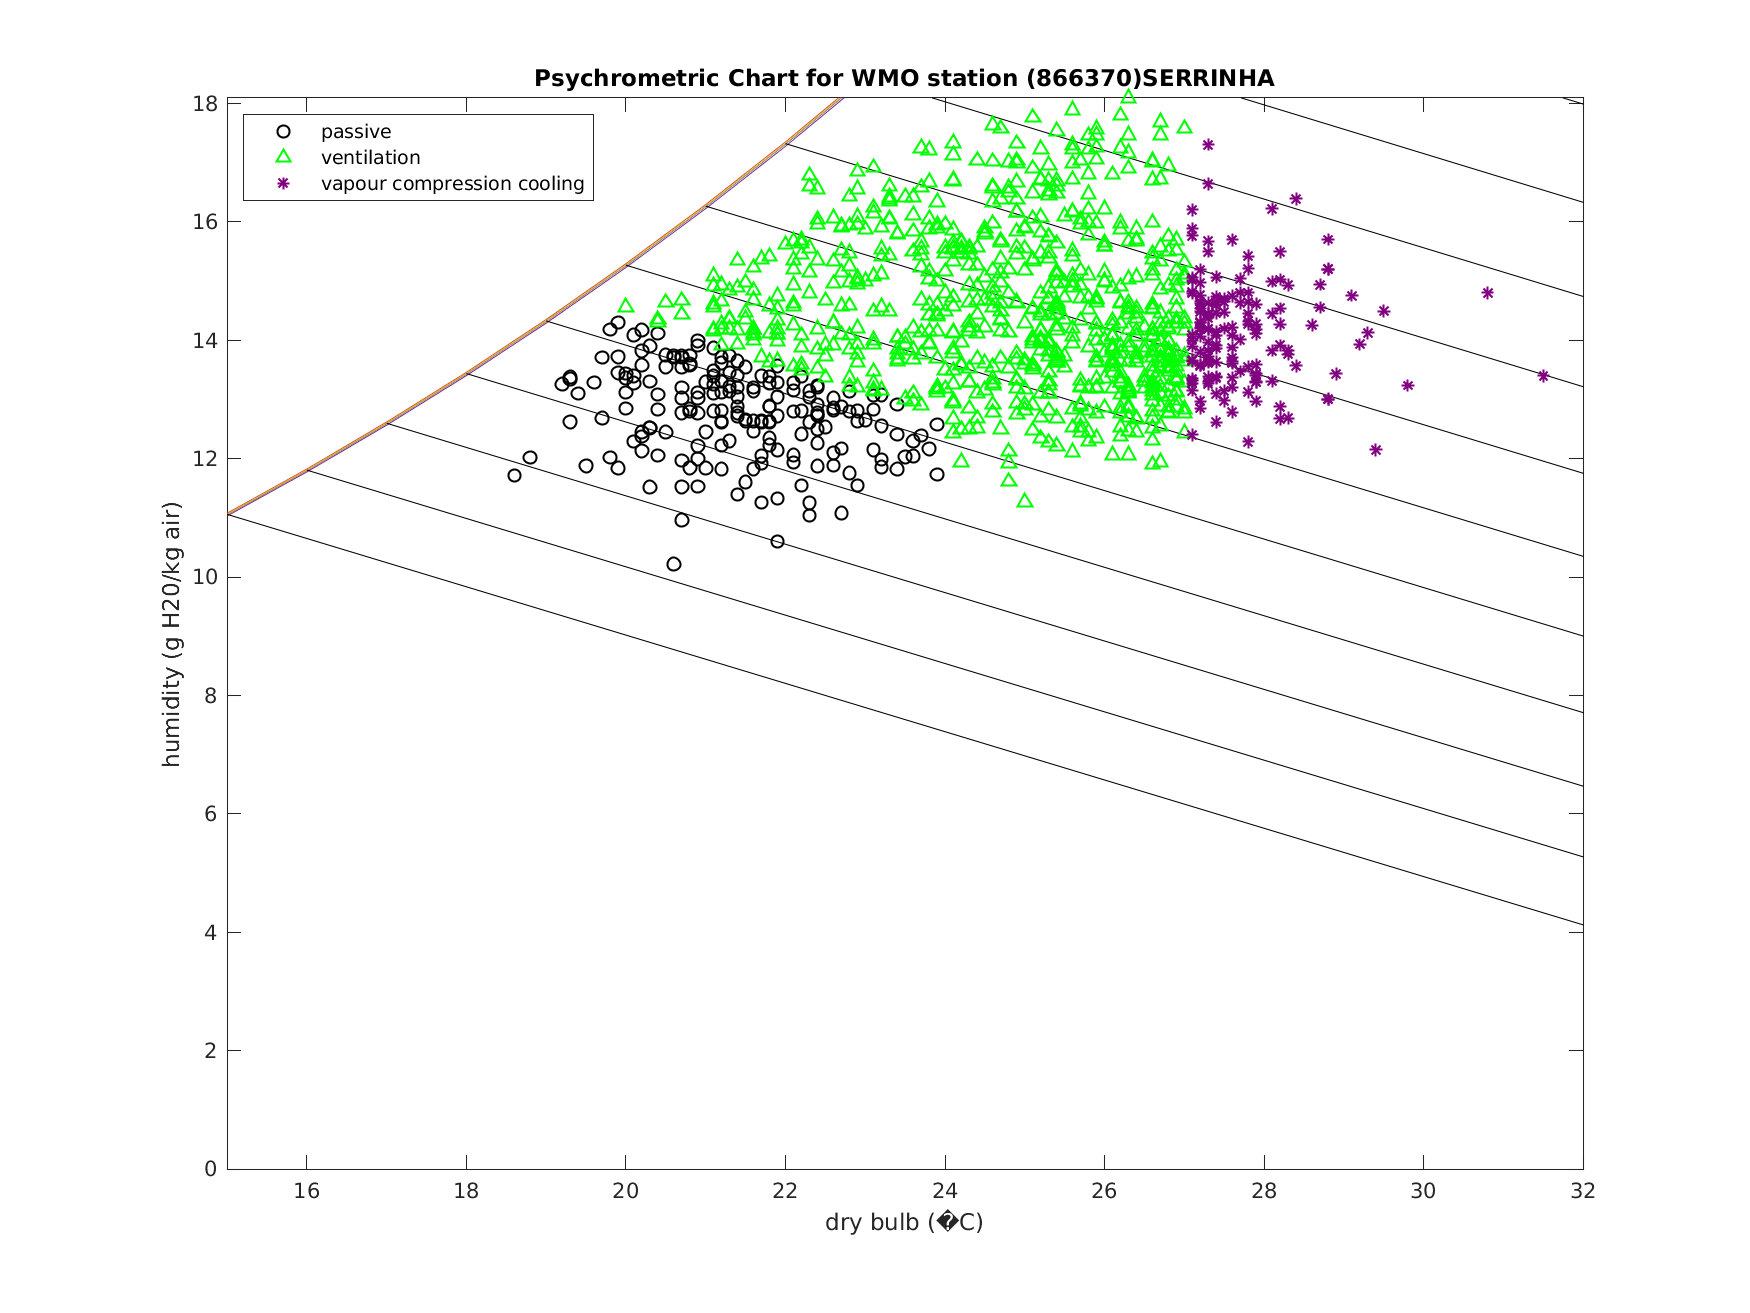 Psychrometric Chart for WMO station (866370)SERRINHA
passive
ventilation
vapour compression cooling
humidity (g H20/kg air)
18
16
14
12
10
8
6
4
2
0
16 18 20 22 24 26 28 30 32
dry bulb (�C)